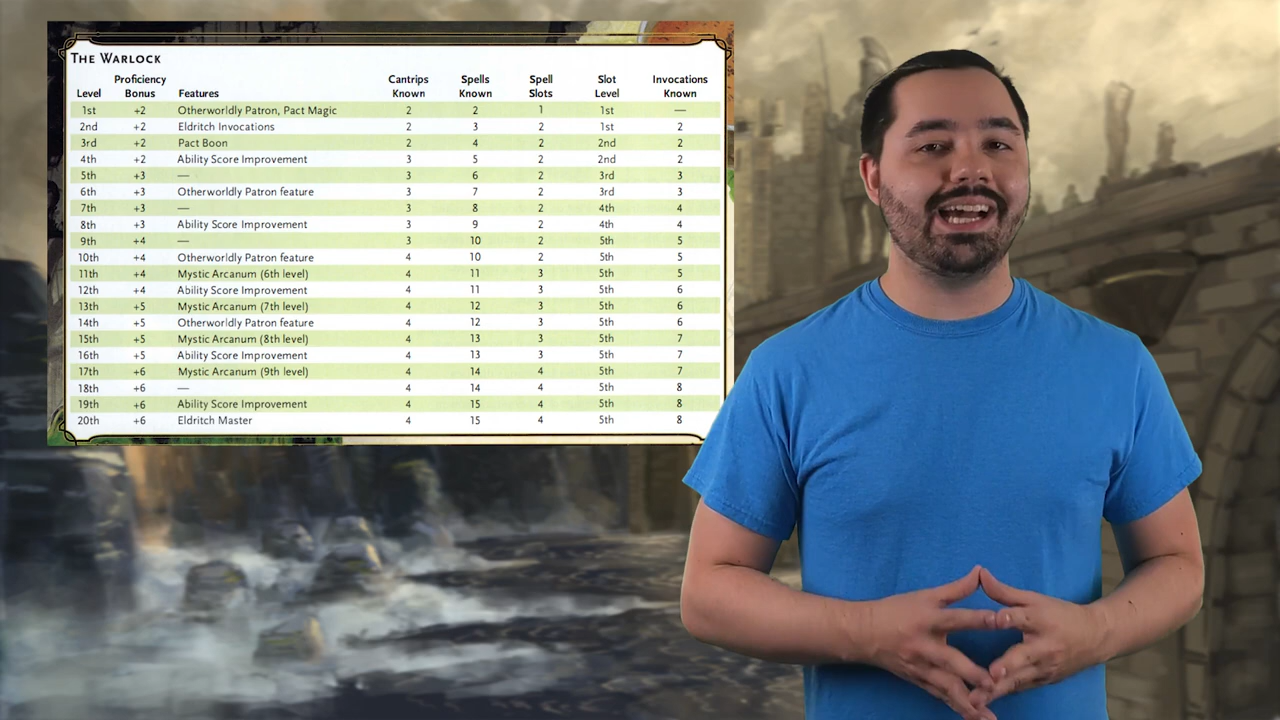 THE WARLOCK
Proficiency Cantrips Spells Spell Slot Invocations
Level Bonus Features Known Known Slots Level Known
1st +2 Otherworldly Patron, Pact Magic 2 2 1 1st —
2nd +2 Eldritch Invocations 2 3 2 1st 2
3rd +2 Pact Boon 2 4 2 2nd 2
4th +2 Ability Score Improvement 3 5 2 2nd 2
5th +3 — 3 6 2 3rd 3
6th +3 Otherworldly Patron feature 3 7 2 3rd 3
7th +3 — 3 8 2 4th 4
8th +3 Ability Score Improvement 3 9 2 4th 4
9th +4 — 3 10 2 5th 5
10th +4 Otherworldly Patron feature 4 10 2 5th 5
11th +4 Mystic Arcanum (6th level) 4 11 3 5th 5
12th +4 Ability Score Improvement 4 11 3 5th 6
13th +5 Mystic Arcanum (7th level) 4 12 3 5th 6
14th +5 Otherworldly Patron feature 4 12 3 5th 6
15th +5 Mystic Arcanum (8th level) 4 13 3 5th 7
16th +5 Ability Score Improvement 4 13 3 5th 7
17th +6 Mystic Arcanum (9th level) 4 14 4 5th 7
18th +6 — 4 14 4 5th 8
19th +6 Ability Score Improvement 4 15 4 5th 8
20th +6 Eldritch Master 4 15 4 5th 8